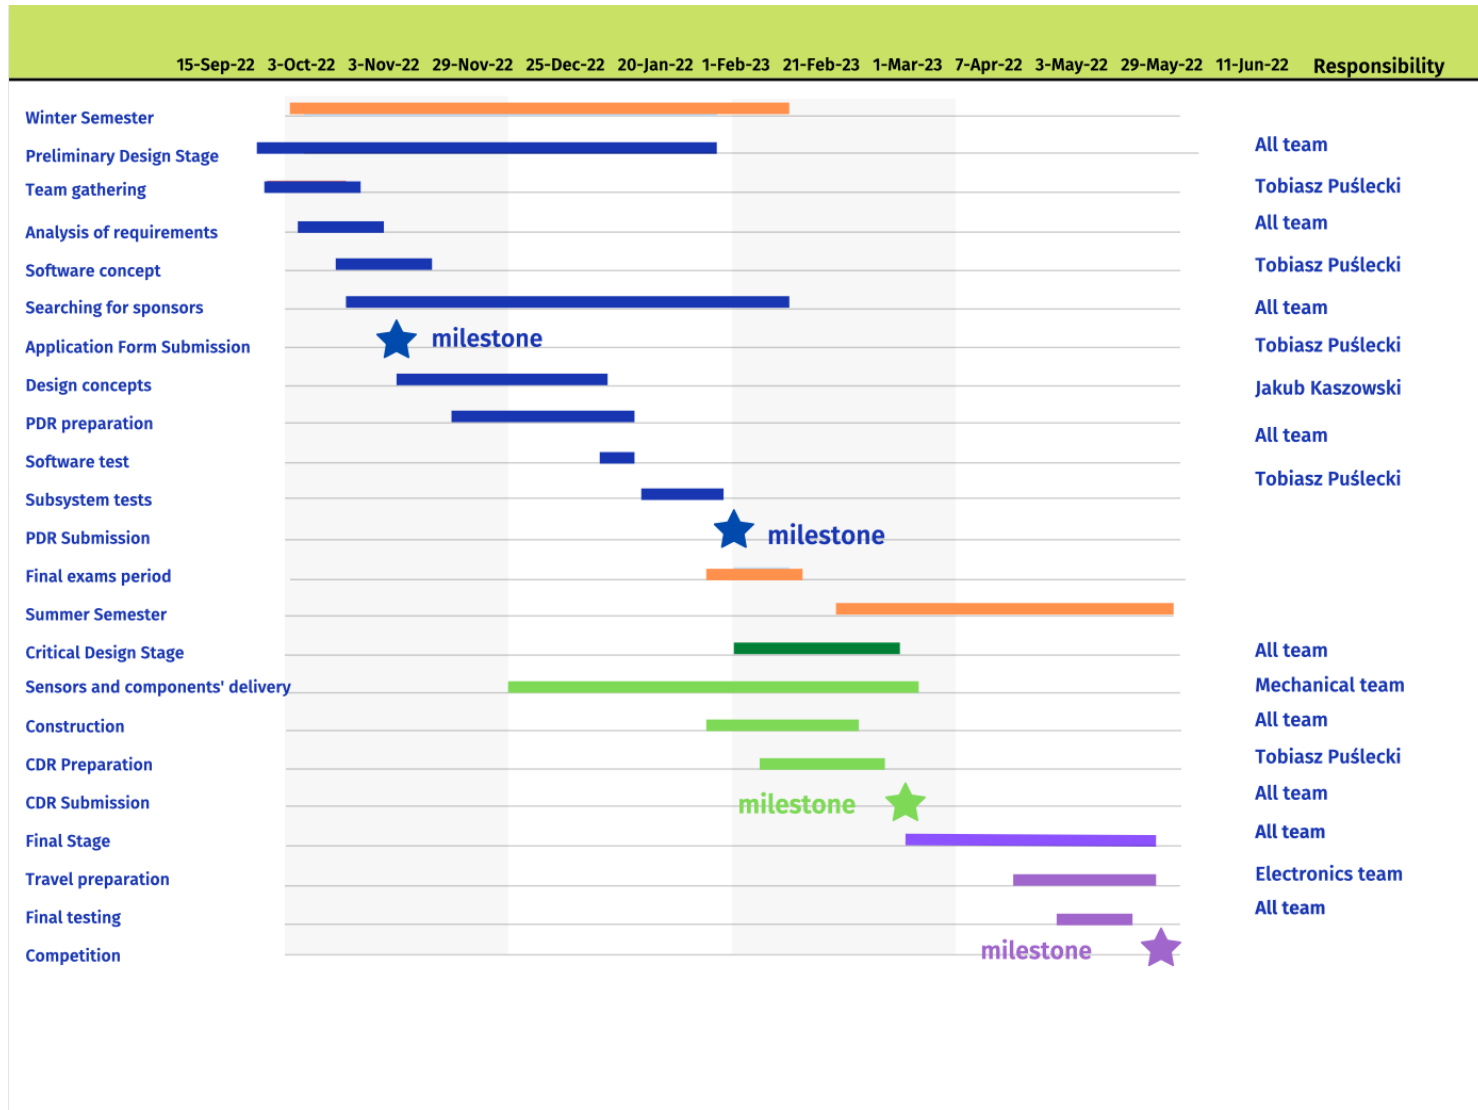 15-Sep-22 3-Oct-22 3-Nov-22 29-Nov-22 25-Dec-22 20-Jan-22 1-Feb-23 21-Feb-23 1-Mar-23 7-Apr-22 3-May-22 29-May-22 11-Jun-22 Responsibility
Winter Semester
Preliminary Design Stage All team
Team gathering Tobiasz Puślecki
Analysis of requirements All team
Software concept Tobiasz Puślecki
Searching for sponsors All team
Application Form Submission milestone Tobiasz Puślecki
Design concepts Jakub Kaszowski
PDR preparation All team
Software test Tobiasz Puślecki
Subsystem tests
PDR Submission milestone
Final exams period
Summer Semester
Critical Design Stage All team
Sensors and components' delivery Mechanical team
Construction All team
CDR Preparation Tobiasz Puślecki
CDR Submission milestone All team
Final Stage All team
Travel preparation Electronics team
Final testing All team
Competition milestone